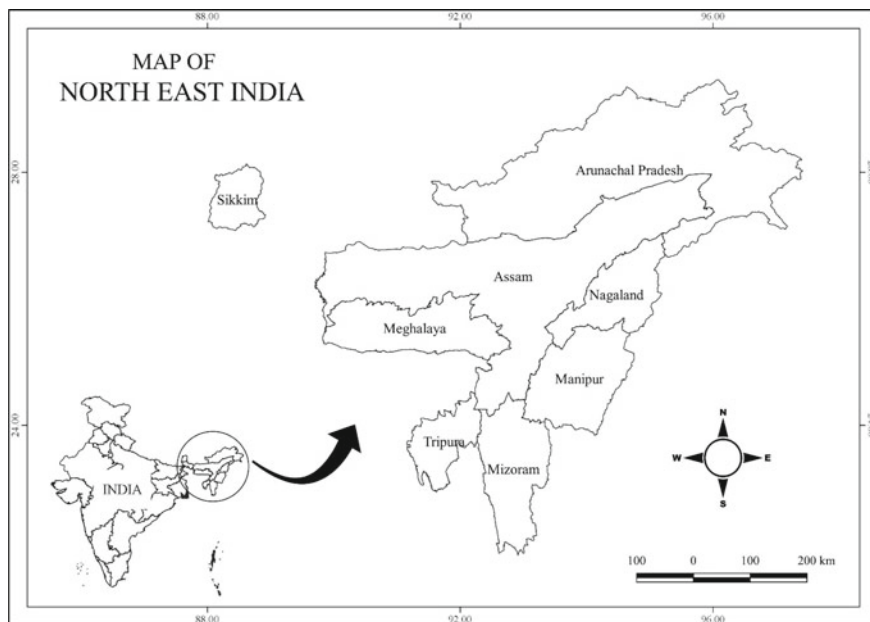 88.00
92.00
96.00
MAP OF
NORTH EAST INDIA
28.00
Sikkim
Arunachal Pradesh
Assam
Nagaland
Meghalaya
Manipur
24.00
Tripura
Mizoram
INDIA
N
W
E
S
100 0 100 200 km
88.00
92.00
96.00